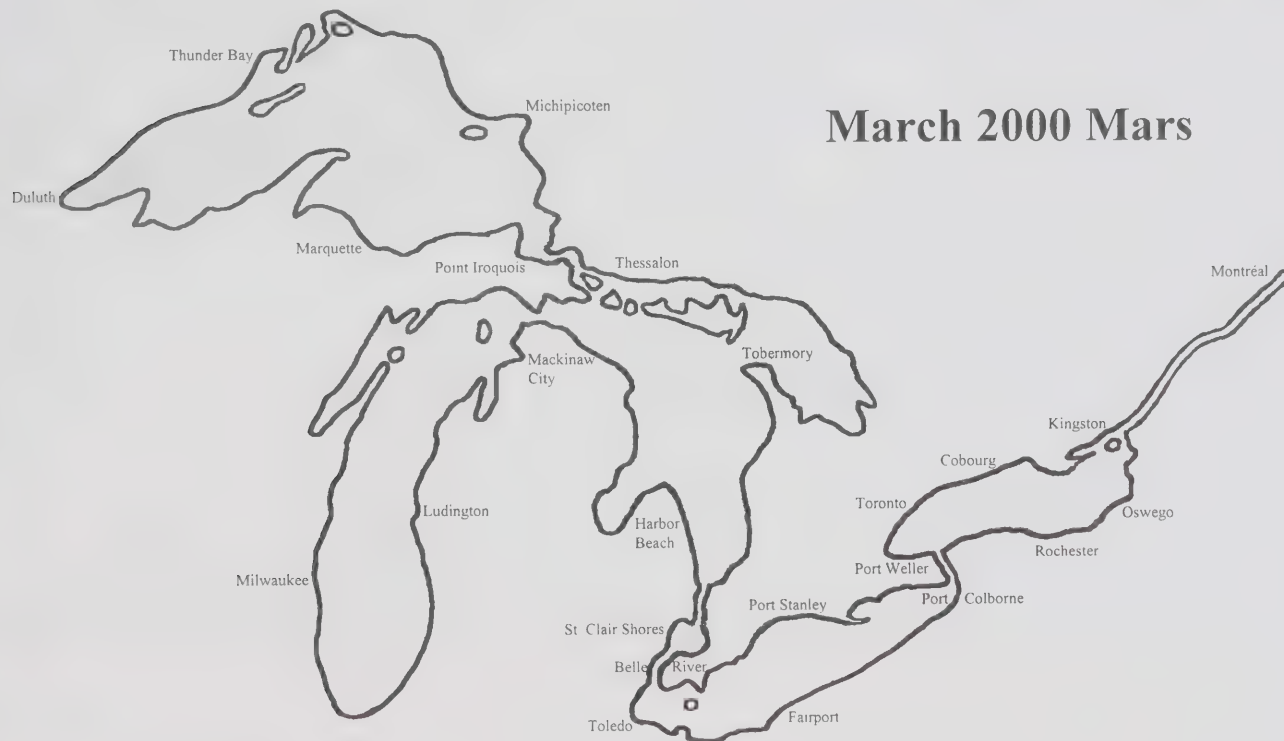 Thunder Bay
Michipicoten
March 2000 Mars
Duluth
Marquette
Point Iroquois
Thessalon
Montréal
Mackinaw
City
Tobermory
Kingston
Cobourg
Ludington
Toronto
Oswego
Harbor
Beach
Rochester
Milwaukee
Port Weller
Port Colborne
Port Stanley
St Clair Shores
Belle River
Toledo
Fairport